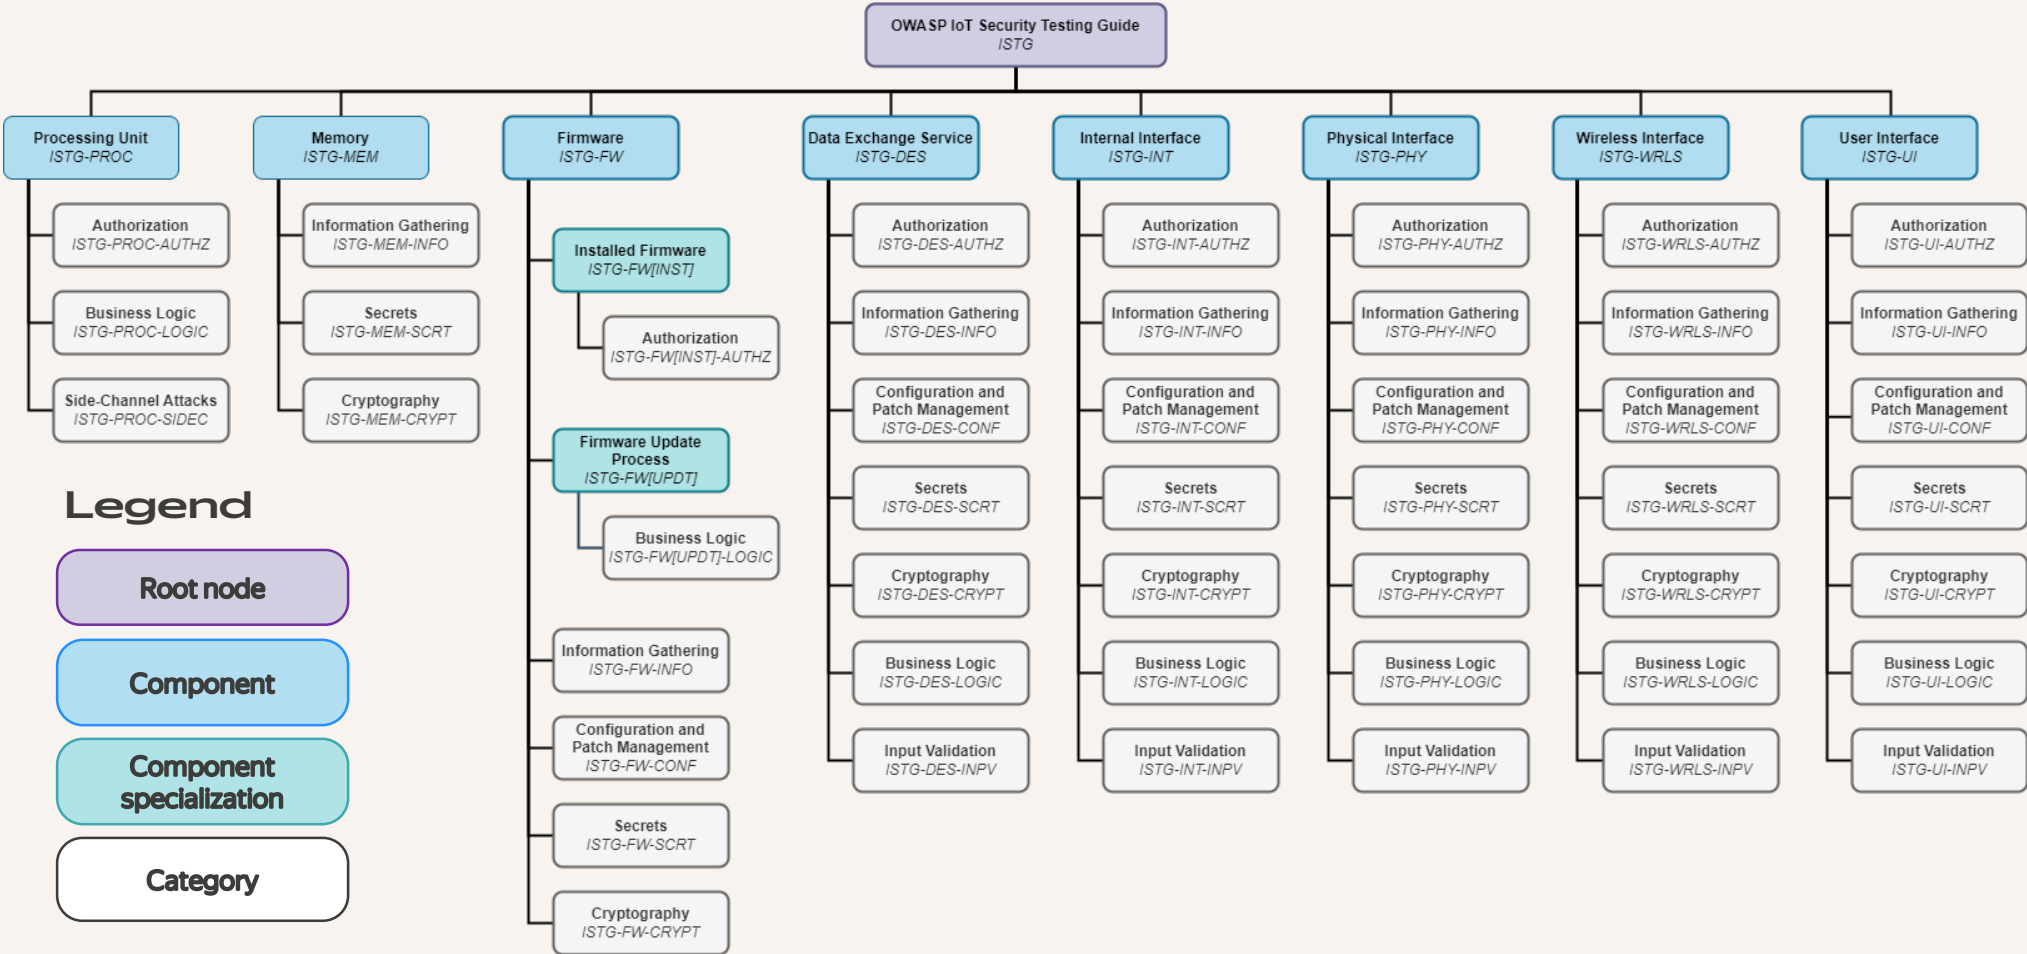 OWASP IoT Security Testing Guide
ISTG
Processing Unit
ISTG-PROC
Authorization
ISTG-PROC-AUTHZ
Business Logic
ISTG-PROC-LOGIC
Side-Channel Attacks
ISTG-PROC-SIDEC
Memory
ISTG-MEM
Information Gathering
ISTG-MEM-INFO
Secrets
ISTG-MEM-SCRT
Cryptography
ISTG-MEM-CRYPT
Firmware
ISTG-FW
Installed Firmware
ISTG-FW[INST]
Authorization
ISTG-FW[INST]-AUTHZ
Firmware Update
Process
ISTG-FW[UPDT]
Business Logic
ISTG-FW[UPDT]-LOGIC
Information Gathering
ISTG-FW-INFO
Configuration and
Patch Management
ISTG-FW-CONF
Secrets
ISTG-FW-SCRT
Cryptography
ISTG-FW-CRYPT
Data Exchange Service
ISTG-DES
Authorization
ISTG-DES-AUTHZ
Information Gathering
ISTG-DES-INFO
Configuration and
Patch Management
ISTG-DES-CONF
Secrets
ISTG-DES-SCRT
Cryptography
ISTG-DES-CRYPT
Business Logic
ISTG-DES-LOGIC
Input Validation
ISTG-DES-INPV
Internal Interface
ISTG-INT
Authorization
ISTG-INT-AUTHZ
Information Gathering
ISTG-INT-INFO
Configuration and
Patch Management
ISTG-INT-CONF
Secrets
ISTG-INT-SCRT
Cryptography
ISTG-INT-CRYPT
Business Logic
ISTG-INT-LOGIC
Input Validation
ISTG-INT-INPV
Physical Interface
ISTG-PHY
Authorization
ISTG-PHY-AUTHZ
Information Gathering
ISTG-PHY-INFO
Configuration and
Patch Management
ISTG-PHY-CONF
Secrets
ISTG-PHY-SCRT
Cryptography
ISTG-PHY-CRYPT
Business Logic
ISTG-PHY-LOGIC
Input Validation
ISTG-PHY-INPV
Wireless Interface
ISTG-WRLS
Authorization
ISTG-WRLS-AUTHZ
Information Gathering
ISTG-WRLS-INFO
Configuration and
Patch Management
ISTG-WRLS-CONF
Secrets
ISTG-WRLS-SCRT
Cryptography
ISTG-WRLS-CRYPT
Business Logic
ISTG-WRLS-LOGIC
Input Validation
ISTG-WRLS-INPV
User Interface
ISTG-UI
Authorization
ISTG-UI-AUTHZ
Information Gathering
ISTG-UI-INFO
Configuration and
Patch Management
ISTG-UI-CONF
Secrets
ISTG-UI-SCRT
Cryptography
ISTG-UI-CRYPT
Business Logic
ISTG-UI-LOGIC
Input Validation
ISTG-UI-INPV
Legend
Root node
Component
Component
specialization
Category